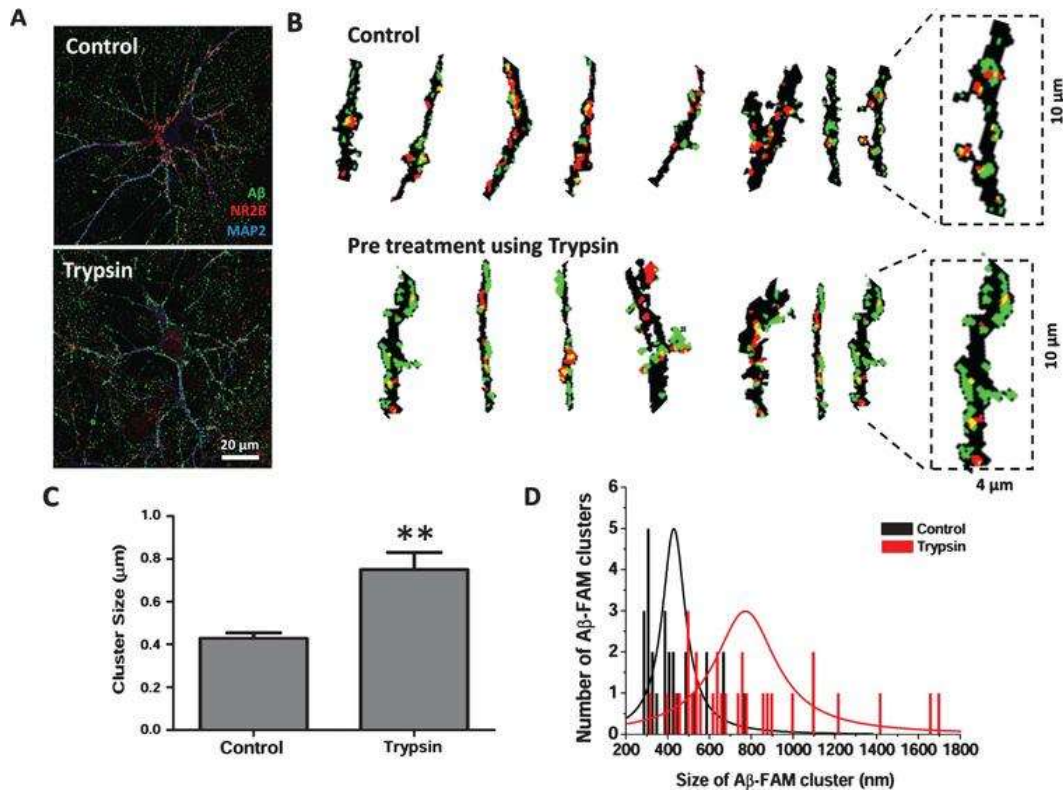 A
Control
Aβ
NR2B
MAP2
Trypsin
20 µm
B
Control
10 µm
Pre treatment using Trypsin
10 µm
4 µm
C
Cluster Size (µm)
1.0
0.8
0.6
0.4
0.2
0.0
**
Control
Trypsin
D
Number of Aβ-FAM clusters
6
5
4
3
2
1
0
Control
Trypsin
200 400 600 800 1000 1200 1400 1600 1800
Size of Aβ-FAM cluster (nm)